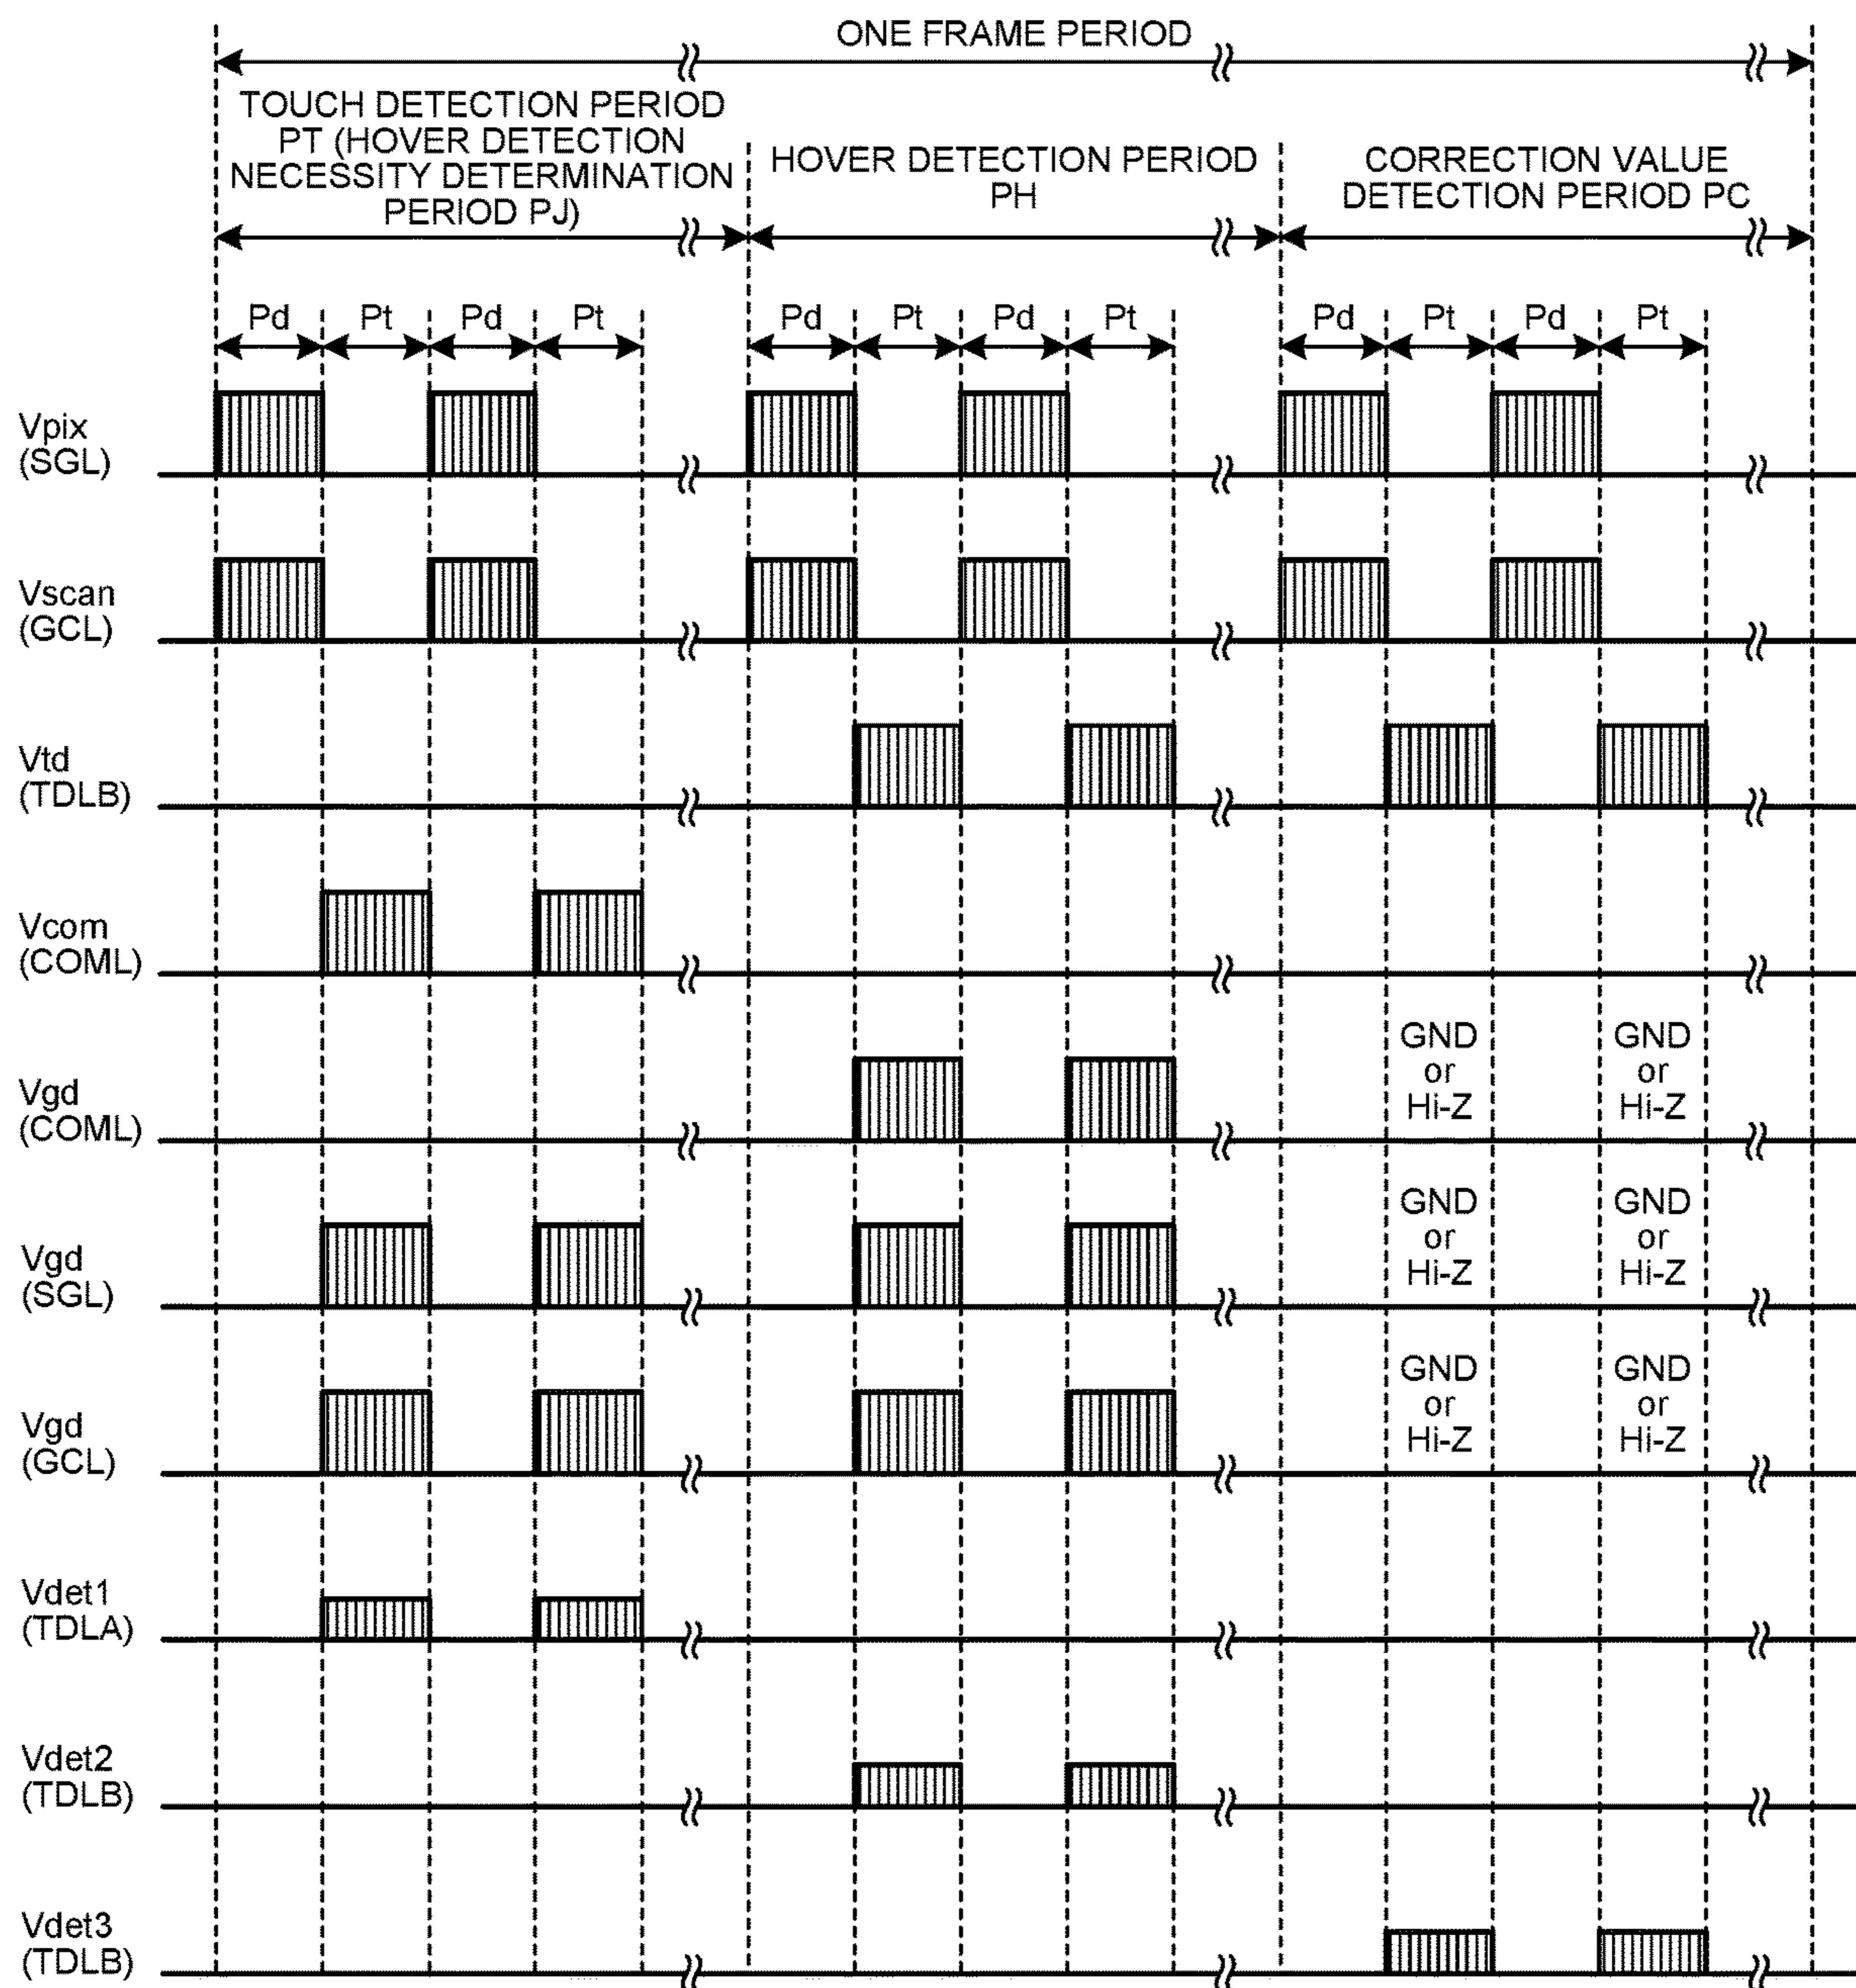 ONE FRAME PERIOD
TOUCH DETECTION PERIOD
PT (HOVER DETECTION
NECESSITY DETERMINATION
PERIOD PJ)
HOVER DETECTION PERIOD
PH
CORRECTION VALUE
DETECTION PERIOD PC
Pd Pt Pd Pt Pd Pt Pd Pt Pd Pt Pd Pt
Vpix
(SGL)
Vscan
(GCL)
Vtd
(TDLB)
Vcom
(COML)
Vgd
(COML)
GND
or
Hi-Z
GND
or
Hi-Z
Vgd
(SGL)
GND
or
Hi-Z
GND
or
Hi-Z
Vgd
(GCL)
GND
or
Hi-Z
GND
or
Hi-Z
Vdet1
(TDLA)
Vdet2
(TDLB)
Vdet3
(TDLB)